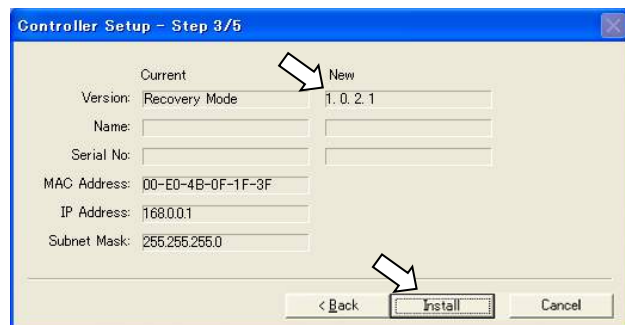 Controller Setup - Step 3/5
Current New
Version: Recovery Mode 1. 0. 2. 1
Name:
Serial No:
MAC Address: 00-E0-4B-0F-1F-3F
IP Address: 168.0.0.1
Subnet Mask: 255.255.255.0
< Back Install Cancel